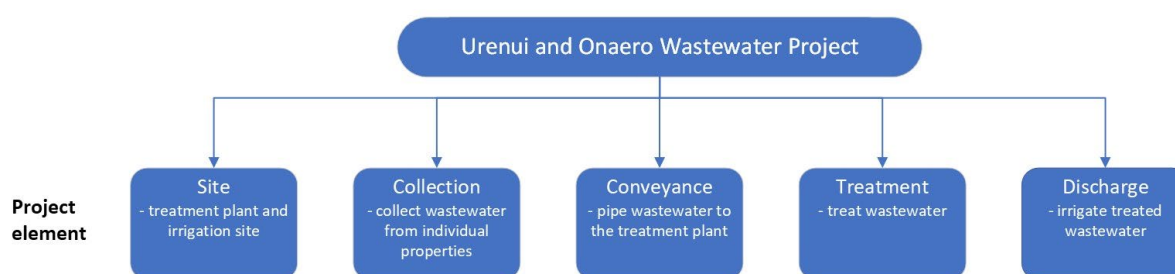 Urenui and Onaero Wastewater Project
Project
element
Site
- treatment plant and
irrigation site
Collection
- collect wastewater
from individual
properties
Conveyance
- pipe wastewater to
the treatment plant
Treatment
- treat wastewater
Discharge
- irrigate treated
wastewater